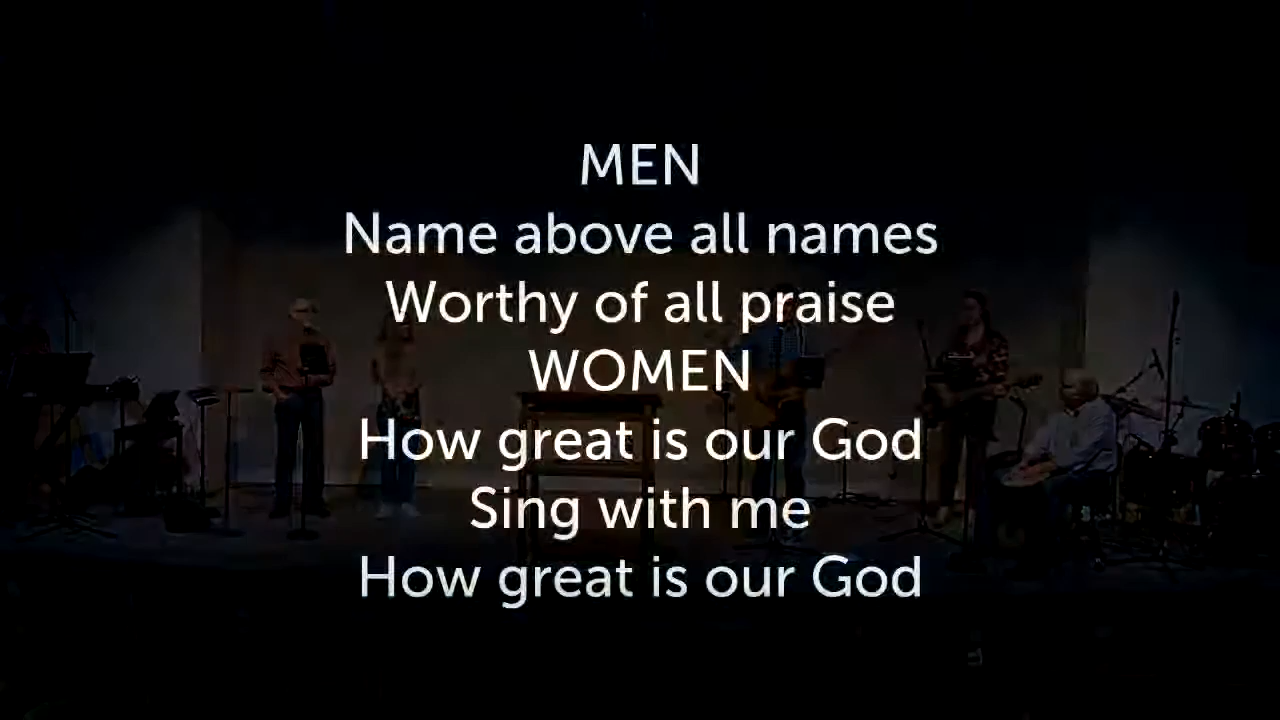 MEN
Name above all names
Worthy of all praise
WOMEN
How great is our God
Sing with me
How great is our God